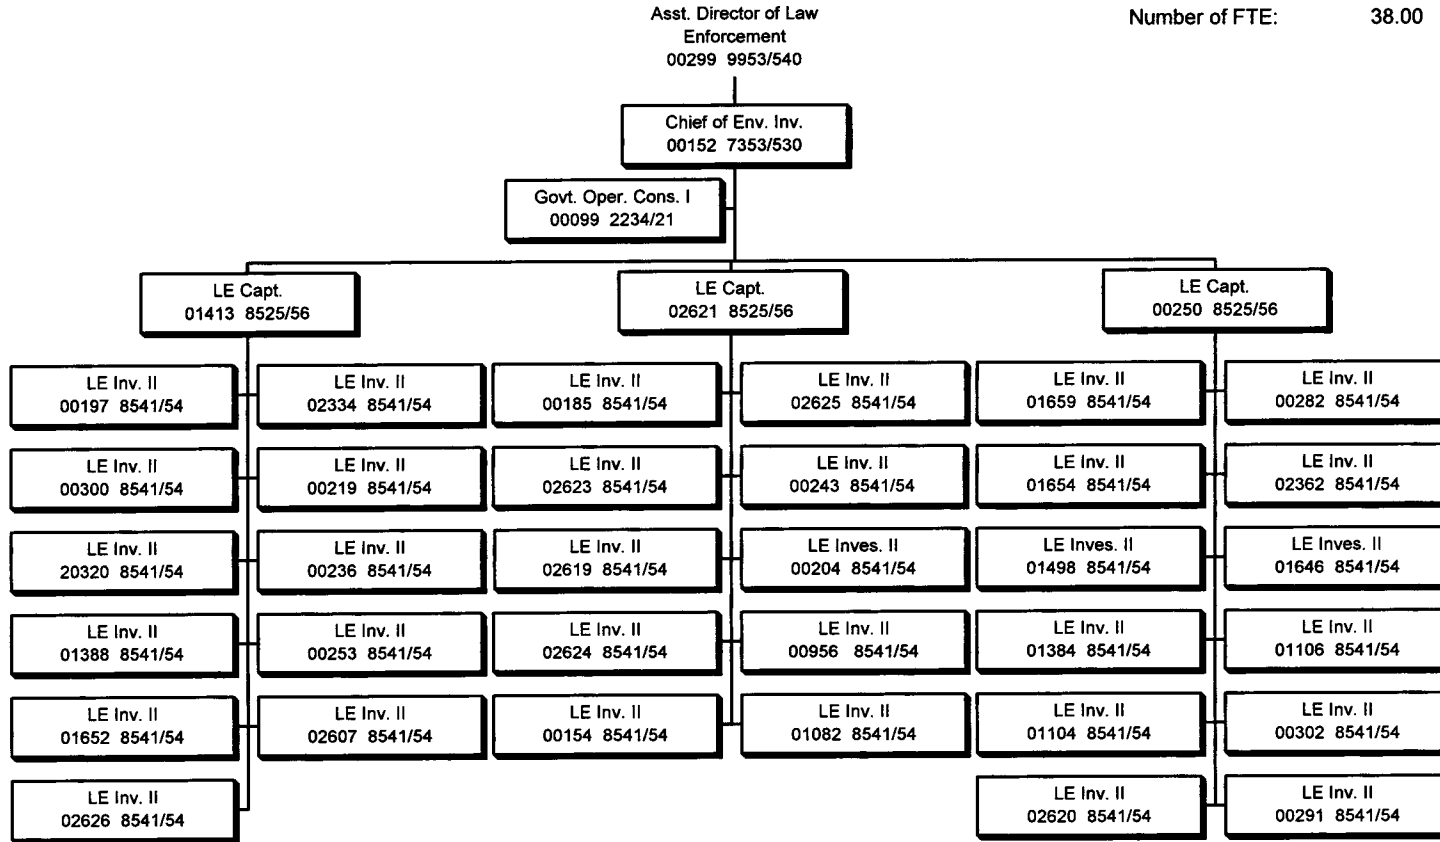 Asst. Director of Law
Enforcement
00299 9953/540
Number of FTE: 38.00
Chief of Env. Inv.
00152 7353/530
Govt. Oper. Cons. I
00099 2234/21
LE Capt.
01413 8525/56
LE Capt.
02621 8525/56
LE Capt.
00250 8525/56
LE Inv. II
00197 8541/54
LE Inv. II
02334 8541/54
LE Inv. II
00185 8541/54
LE Inv. II
02625 8541/54
LE Inv. II
01659 8541/54
LE Inv. II
00282 8541/54
LE Inv. II
00300 8541/54
LE Inv. II
00219 8541/54
LE Inv. II
02623 8541/54
LE Inv. II
00243 8541/54
LE Inv. II
01654 8541/54
LE Inv. II
02362 8541/54
LE Inv. II
20320 8541/54
LE Inv. II
00236 8541/54
LE Inv. II
02619 8541/54
LE Inves. II
00204 8541/54
LE Inves. II
01498 8541/54
LE Inves. II
01646 8541/54
LE Inv. II
01388 8541/54
LE Inv. II
00253 8541/54
LE Inv. II
02624 8541/54
LE Inv. II
00956 8541/54
LE Inv. II
01384 8541/54
LE Inv. II
01106 8541/54
LE Inv. II
01652 8541/54
LE Inv. II
02607 8541/54
LE Inv. II
00154 8541/54
LE Inv. II
01082 8541/54
LE Inv. II
01104 8541/54
LE Inv. II
00302 8541/54
LE Inv. II
02626 8541/54
LE Inv. II
02620 8541/54
LE Inv. II
00291 8541/54